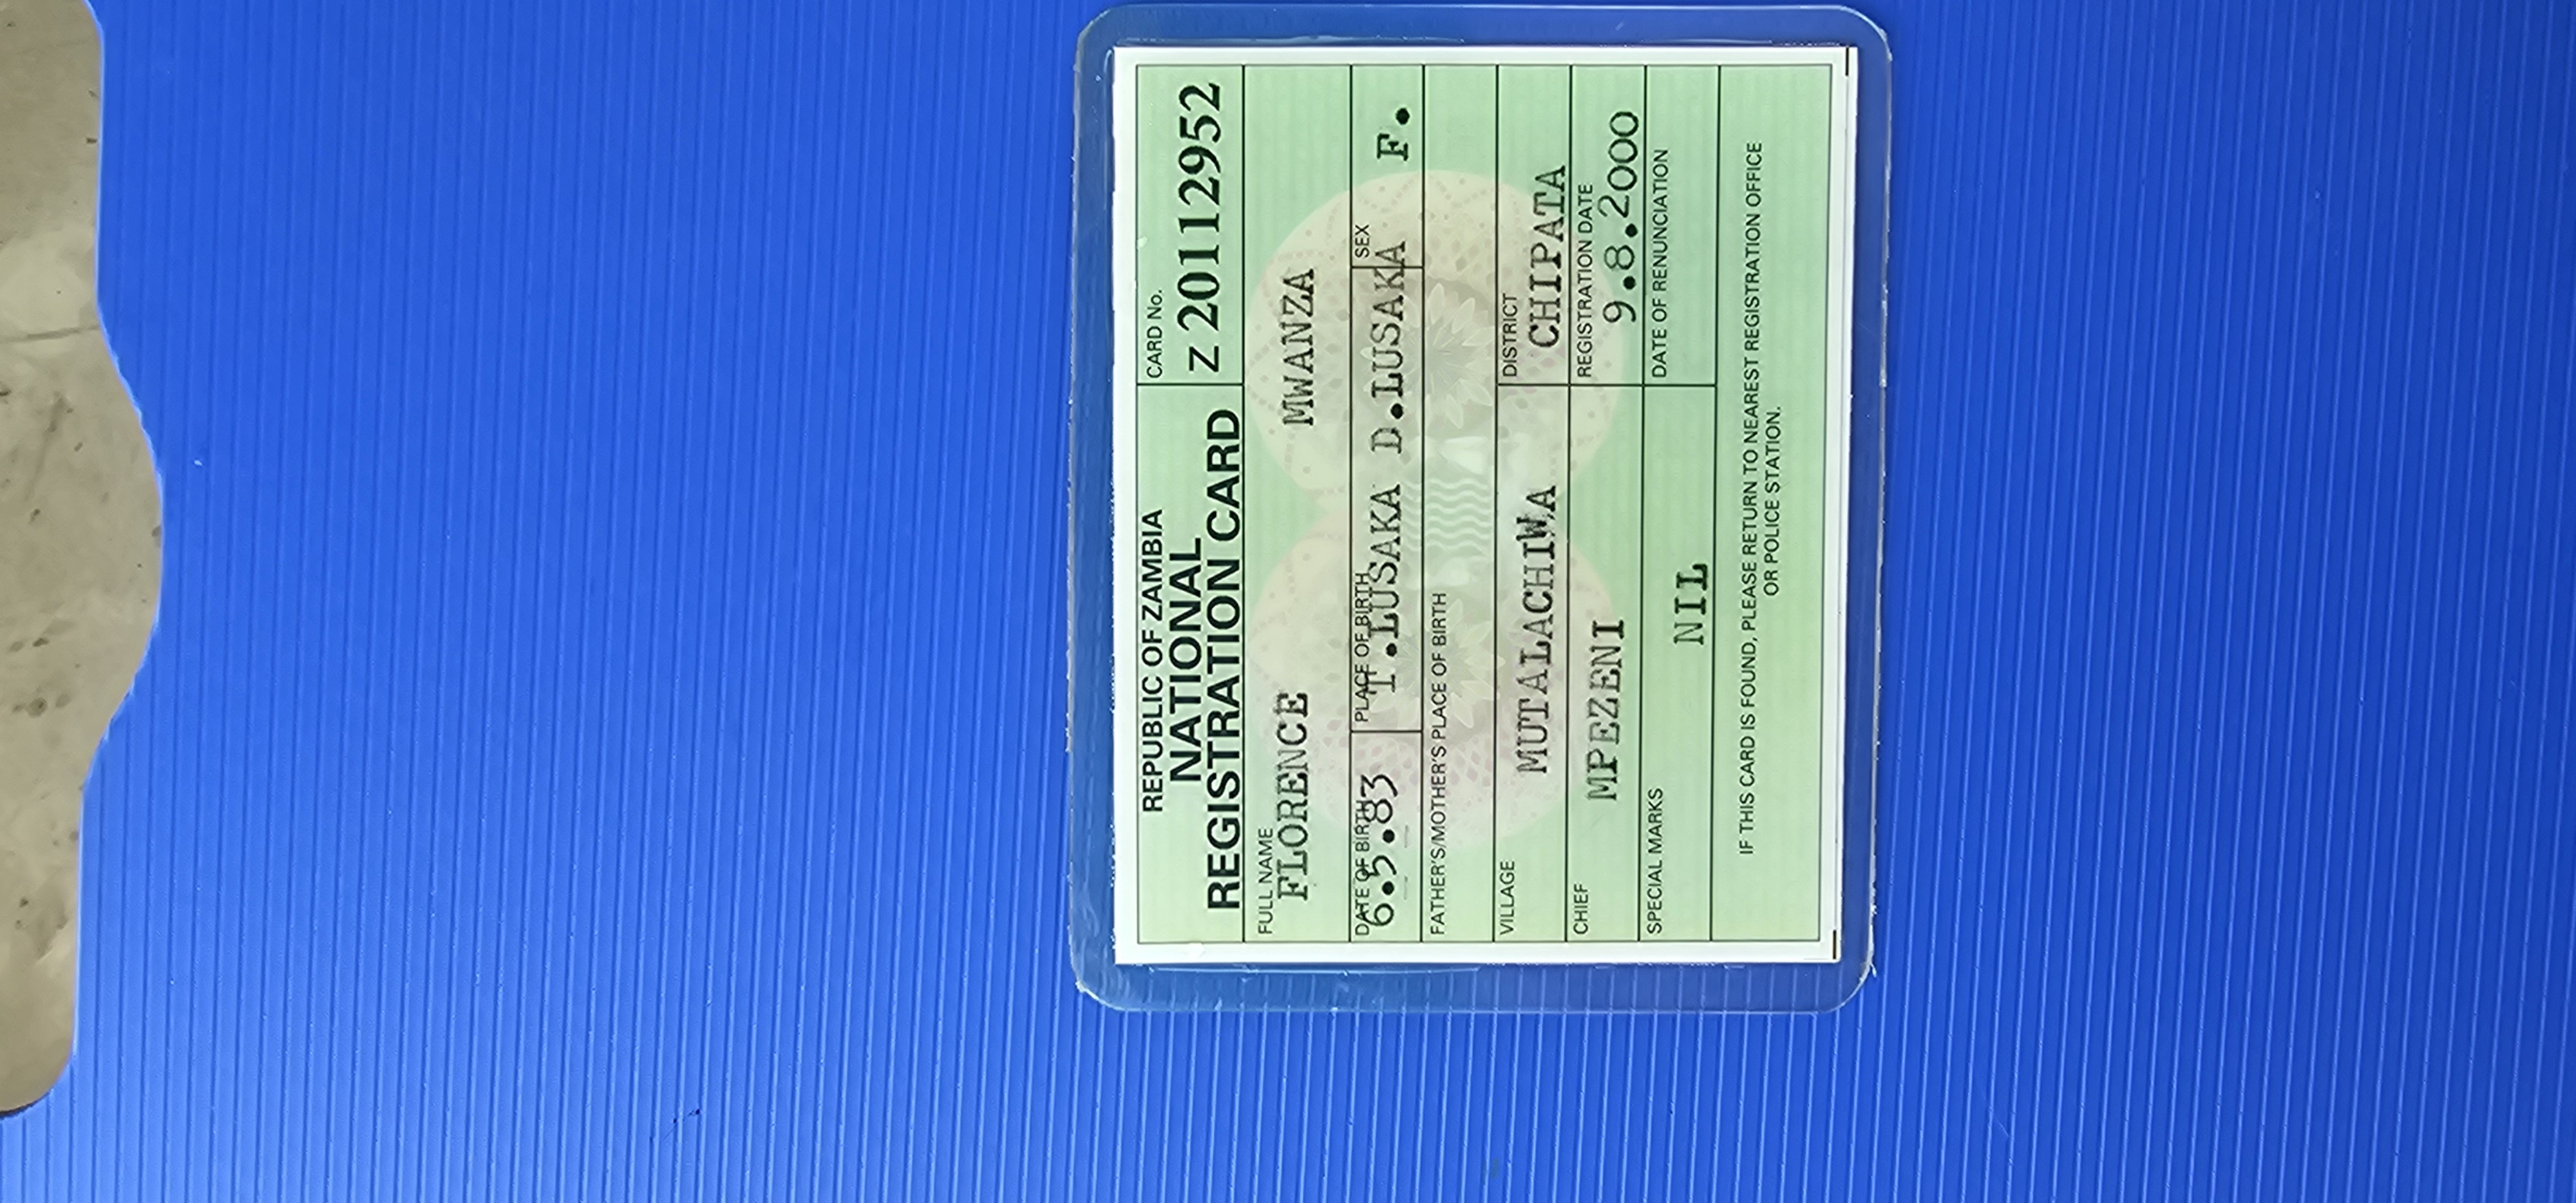 REPUBLIC OF ZAMBIA
NATIONAL
REGISTRATION CARD
CARD No.
Z 201112952
FULL NAME
FLORENCE MWANZA
DATE OF BIRTH PLACE OF BIRTH SEX
6.5.83 T.LUSAKA D.LUSAKA F.
FATHER'S/MOTHER'S PLACE OF BIRTH
VILLAGE DISTRICT
MUTALACHIWA CHIPATA
CHIEF REGISTRATION DATE
MPEZENI 9.8.2000
SPECIAL MARKS DATE OF RENUNCIATION
NIL
IF THIS CARD IS FOUND, PLEASE RETURN TO NEAREST REGISTRATION OFFICE
OR POLICE STATION.